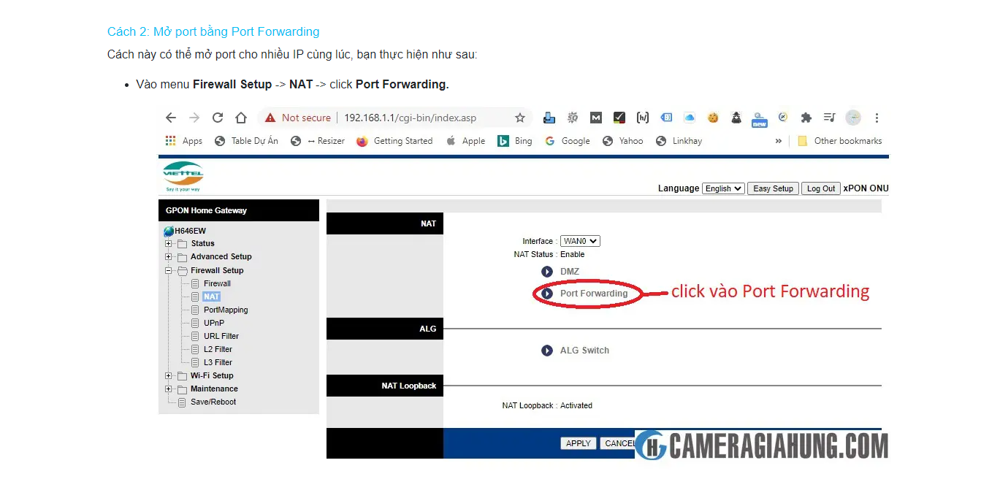 Cách 2: Mở port bằng Port Forwarding
Cách này có thể mở port cho nhiều IP cùng lúc, bạn thực hiện như sau:
• Vào menu Firewall Setup -> NAT -> click Port Forwarding.
Not secure | 192.168.1.1/cgi-bin/index.asp
new
Apps Table Dự Án ↔ Resizer Getting Started Apple Bing Google Yahoo Linkhay » Other bookmarks
VIETTEL
Say it your way
Language English Easy Setup Log Out xPON ONU
GPON Home Gateway
H646EW
Status
Advanced Setup
Firewall Setup
Firewall
NAT
PortMapping
UPnP
URL Filter
L2 Filter
L3 Filter
Wi-Fi Setup
Maintenance
Save/Reboot
NAT
Interface : WAN0
NAT Status : Enable
DMZ
Port Forwarding
click vào Port Forwarding
ALG
ALG Switch
NAT Loopback
NAT Loopback : Activated
APPLY CANCEL
H CAMERAGIAHUNG.COM